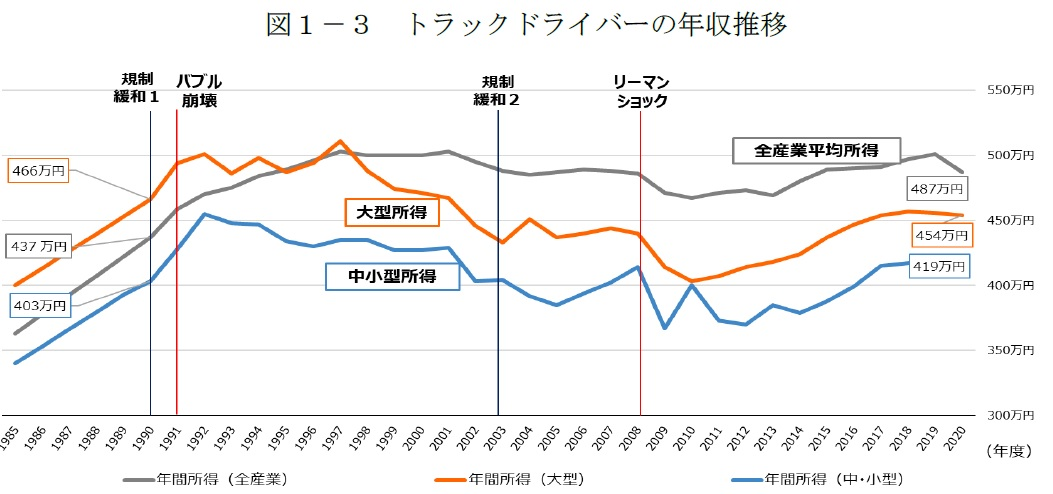 図１－３　トラックドライバーの年収推移
規制
緩和１
バブル
崩壊
規制
緩和２
リーマン
ショック
550万円
500万円
450万円
400万円
350万円
300万円
466万円
437 万円
403万円
全産業平均所得
大型所得
中小型所得
487万円
454万円
419万円
1985
1986
1987
1988
1989
1990
1991
1992
1993
1994
1995
1996
1997
1998
1999
2000
2001
2002
2003
2004
2005
2006
2007
2008
2009
2010
2011
2012
2013
2014
2015
2016
2017
2018
2019
2020
（年度）
年間所得（全産業）
年間所得（大型）
年間所得（中・小型）